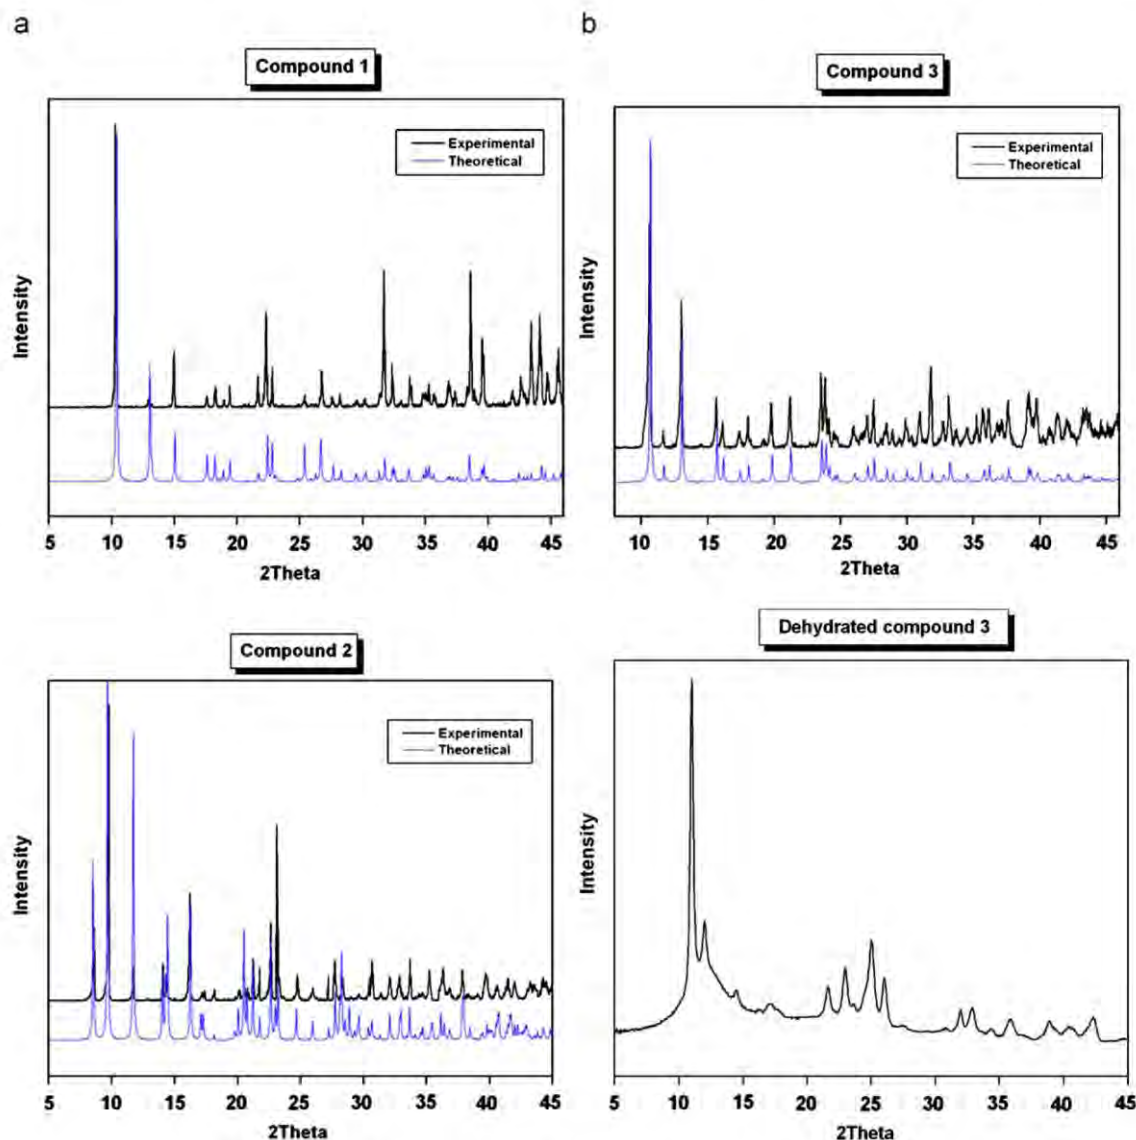 a
Compound 1
Experimental
Theoretical
Intensity
5 10 15 20 25 30 35 40 45
2Theta
b
Compound 3
Experimental
Theoretical
Intensity
10 15 20 25 30 35 40 45
2Theta
Compound 2
Experimental
Theoretical
Intensity
5 10 15 20 25 30 35 40 45
2Theta
Dehydrated compound 3
Intensity
5 10 15 20 25 30 35 40 45
2Theta